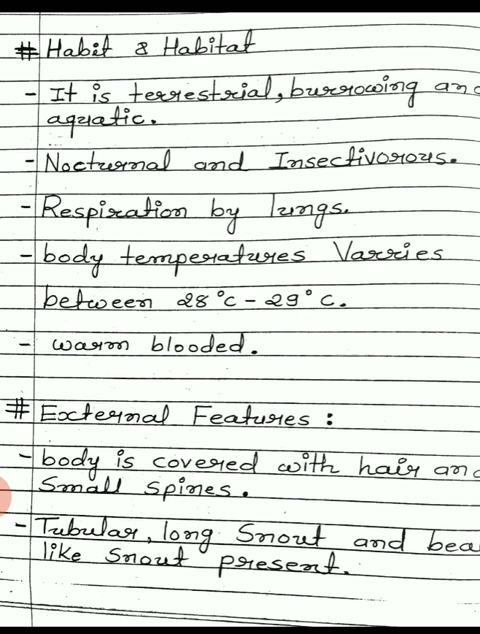 # Habit & Habitat
- It is terrestrial, burrowing and
aquatic.
- Nocturnal and Insectivorous.
- Respiration by lungs.
- body temperatures Varries
between 28°c - 29°c.
- warm blooded.
# External Features :
- body is covered with hair and
Small spines.
- Tubular, long Snout and bea
like Snout present.